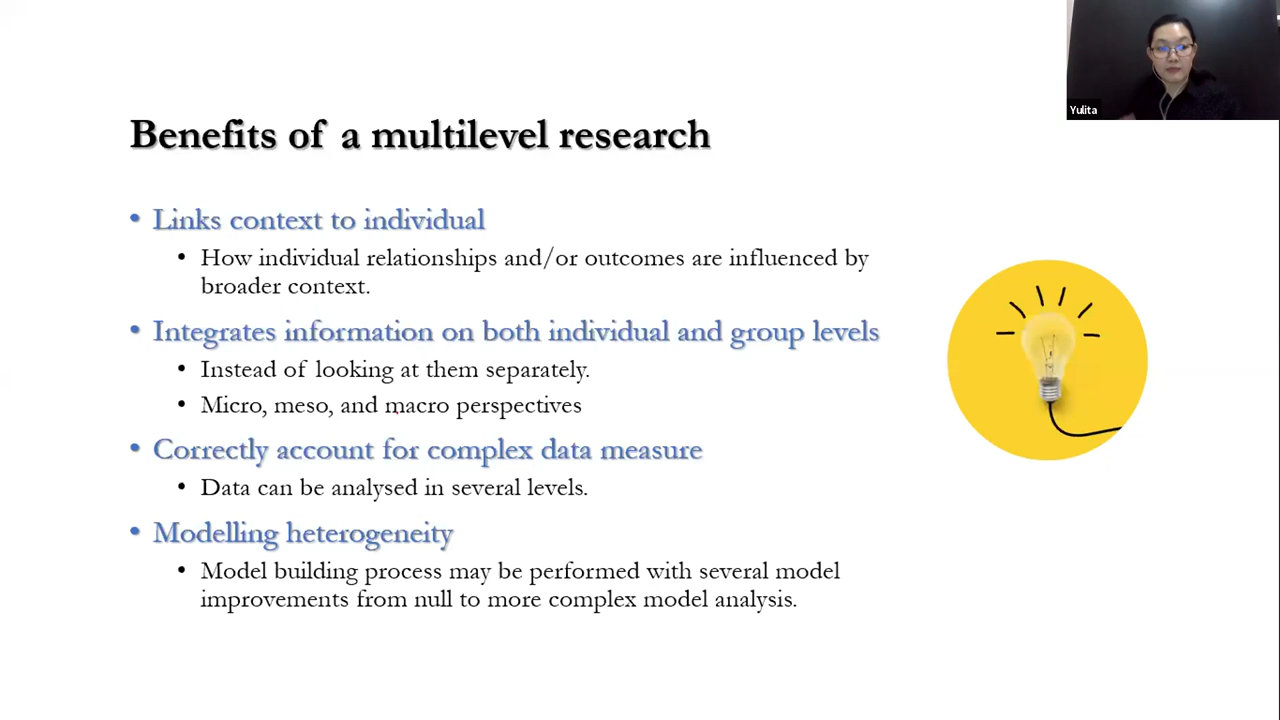 Yulita
Benefits of a multilevel research
• Links context to individual
• How individual relationships and/or outcomes are influenced by
broader context.
• Integrates information on both individual and group levels
• Instead of looking at them separately.
• Micro, meso, and macro perspectives
• Correctly account for complex data measure
• Data can be analysed in several levels.
• Modelling heterogeneity
• Model building process may be performed with several model
improvements from null to more complex model analysis.